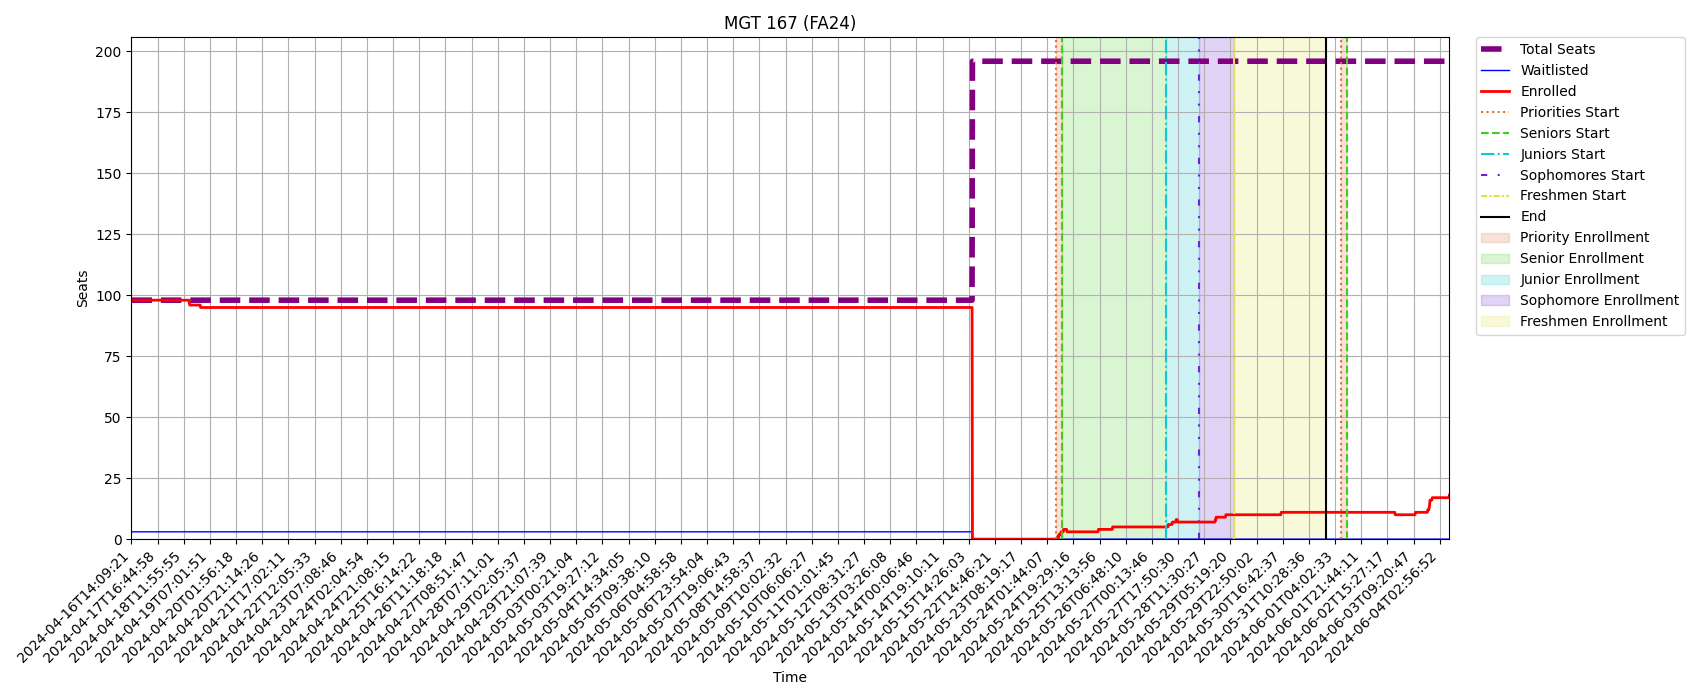 MGT 167 (FA24)
200
175
150
125
100
75
50
25
0
Seats
2024-04-16T14:09:21
2024-04-17T16:44:58
2024-04-18T11:55:55
2024-04-19T07:01:51
2024-04-20T01:56:18
2024-04-20T21:14:26
2024-04-21T17:02:11
2024-04-22T12:05:33
2024-04-23T07:08:46
2024-04-24T02:04:54
2024-04-24T21:08:15
2024-04-25T16:14:22
2024-04-26T11:18:18
2024-04-27T08:51:47
2024-04-28T07:11:01
2024-04-29T02:05:37
2024-04-29T21:07:39
2024-05-03T00:21:04
2024-05-03T19:27:12
2024-05-04T14:34:05
2024-05-05T09:38:10
2024-05-06T04:58:58
2024-05-06T23:54:04
2024-05-07T19:06:43
2024-05-08T14:58:37
2024-05-09T10:02:32
2024-05-10T06:06:27
2024-05-11T01:01:45
2024-05-12T08:31:27
2024-05-13T03:26:08
2024-05-14T00:06:46
2024-05-14T19:10:11
2024-05-15T14:26:03
2024-05-22T14:46:21
2024-05-23T08:19:17
2024-05-24T01:44:07
2024-05-24T19:29:16
2024-05-25T13:13:56
2024-05-26T06:48:10
2024-05-27T00:13:46
2024-05-27T17:50:30
2024-05-28T11:30:27
2024-05-29T05:19:20
2024-05-29T22:50:02
2024-05-30T16:42:37
2024-05-31T10:28:36
2024-06-01T04:02:33
2024-06-01T21:44:11
2024-06-02T15:27:17
2024-06-03T09:20:47
2024-06-04T02:56:52
Time
Total Seats
Waitlisted
Enrolled
Priorities Start
Seniors Start
Juniors Start
Sophomores Start
Freshmen Start
End
Priority Enrollment
Senior Enrollment
Junior Enrollment
Sophomore Enrollment
Freshmen Enrollment